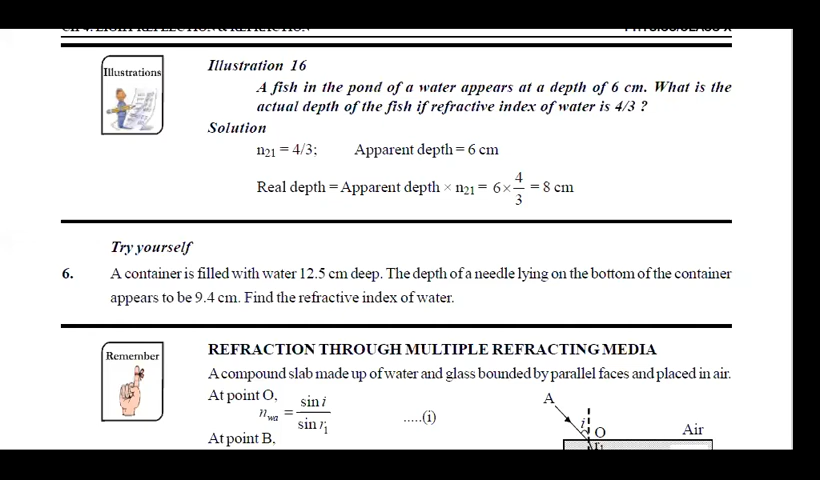 Illustrations
Illustration 16
A fish in the pond of a water appears at a depth of 6 cm. What is the
actual depth of the fish if refractive index of water is 4/3 ?
Solution
n21 = 4/3; Apparent depth = 6 cm
Real depth = Apparent depth × n21 = 6 × 4/3 = 8 cm
Try yourself
6. A container is filled with water 12.5 cm deep. The depth of a needle lying on the bottom of the container
appears to be 9.4 cm. Find the refractive index of water.
Remember
REFRACTION THROUGH MULTIPLE REFRACTING MEDIA
A compound slab made up of water and glass bounded by parallel faces and placed in air.
At point O,
nwa = sin i / sin r1 .....(i)
At point B,
A
i
O
Air
r1